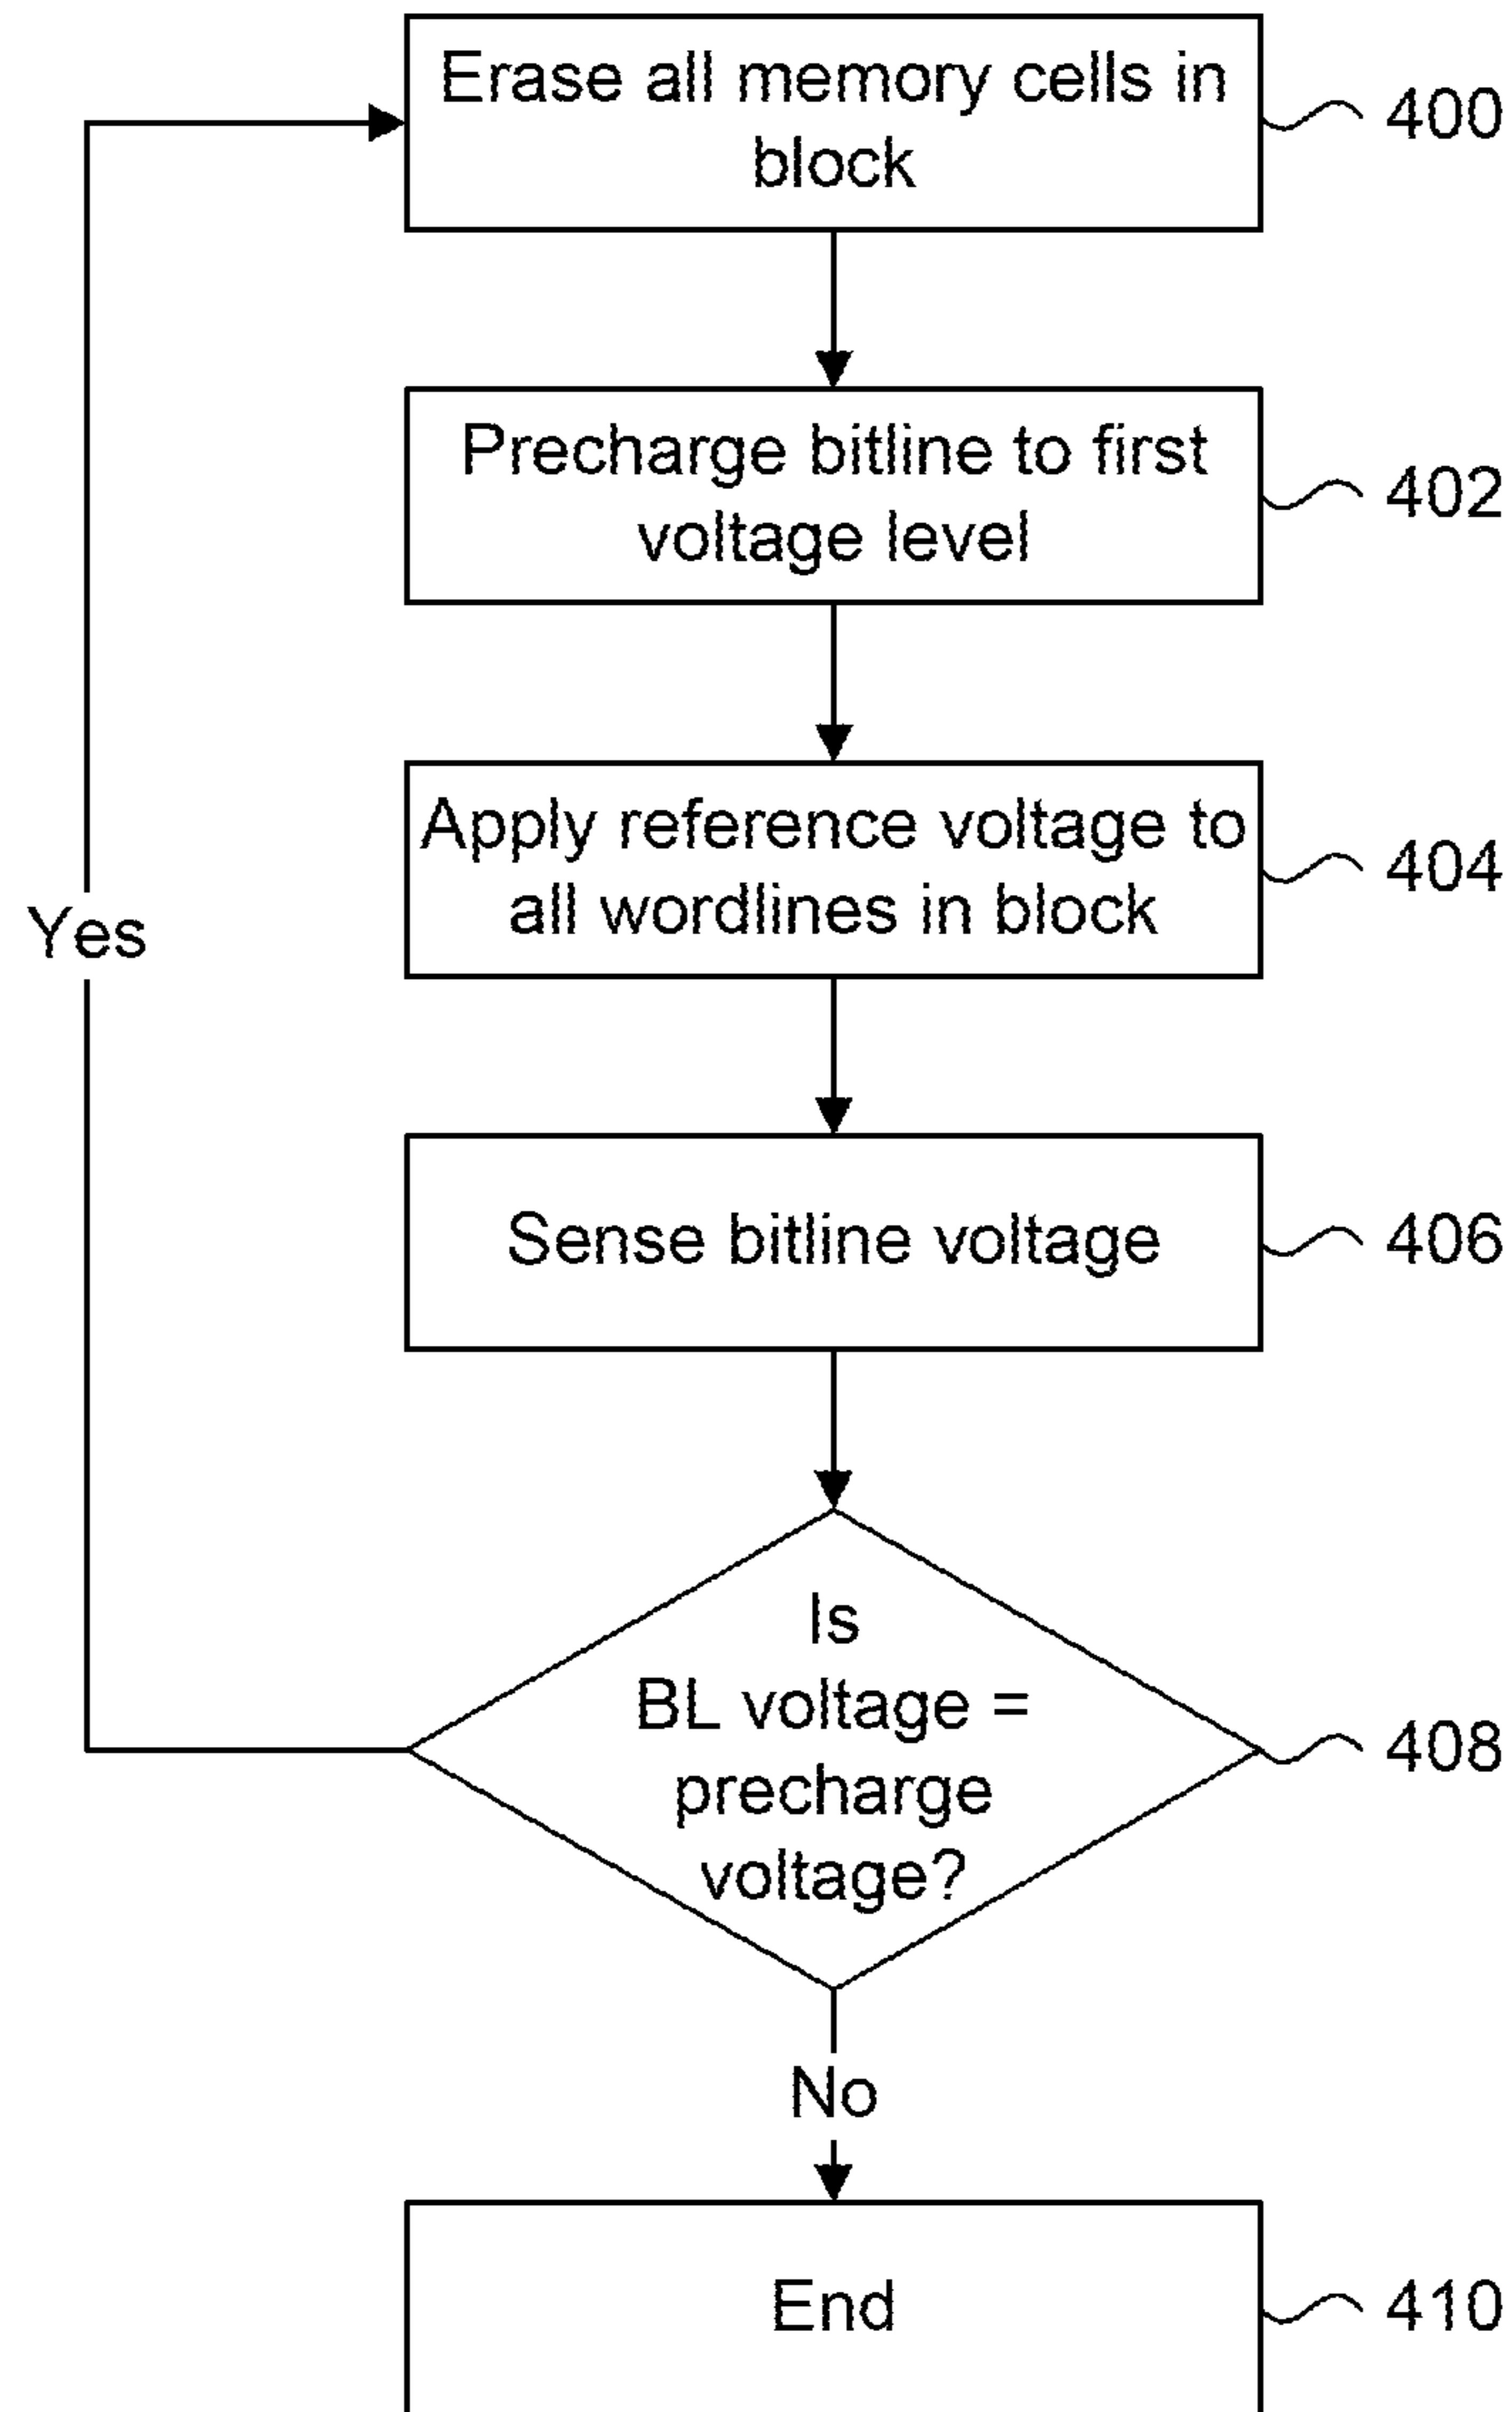 Erase all memory cells in
block
400
Precharge bitline to first
voltage level
402
Apply reference voltage to
all wordlines in block
404
Yes
Sense bitline voltage
406
Is
BL voltage =
precharge
voltage?
408
No
End
410